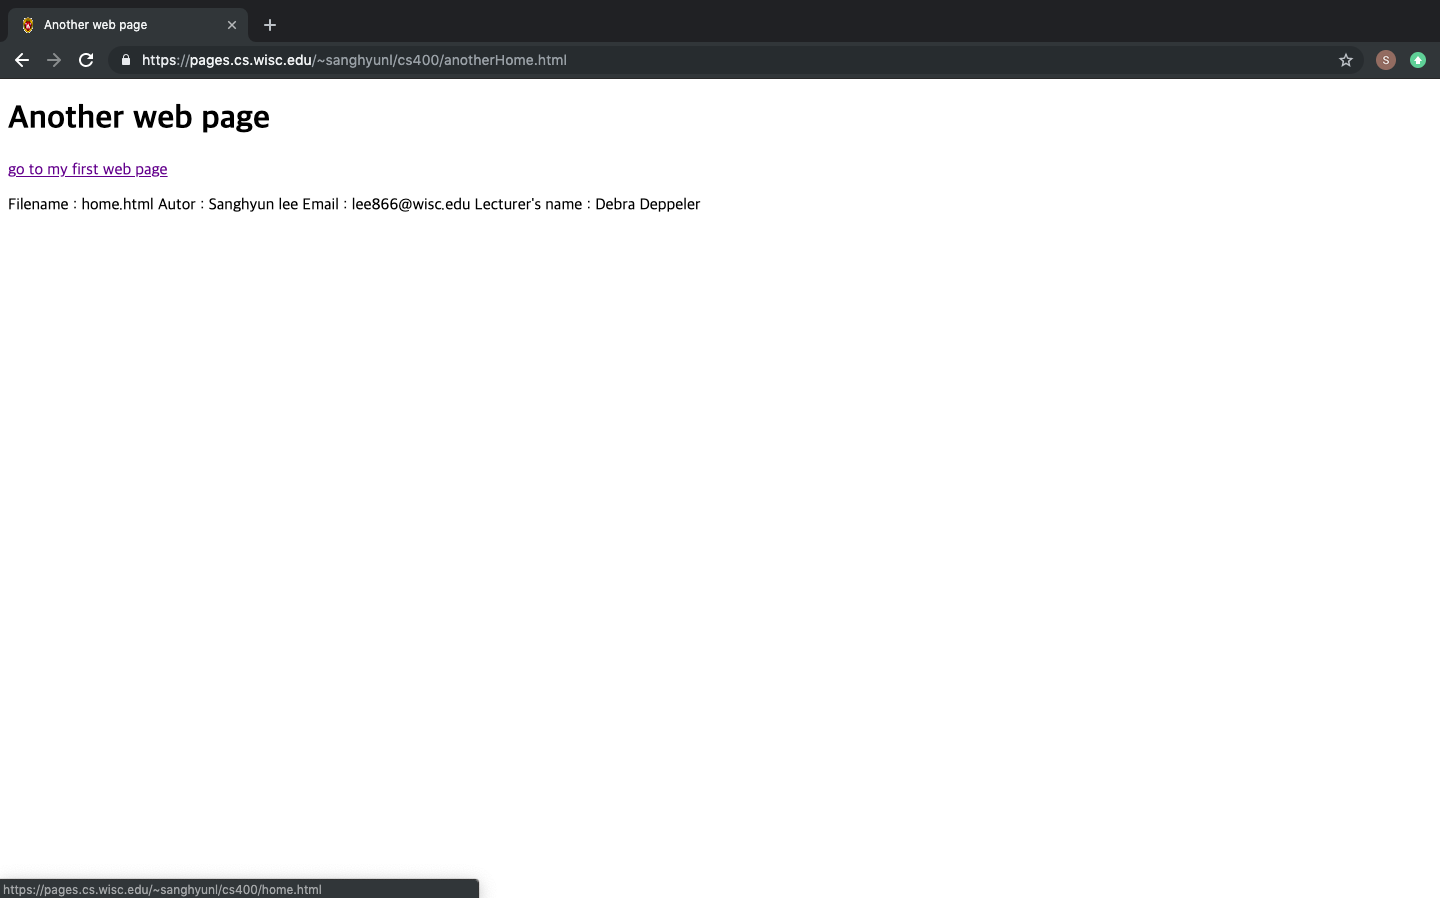 Another web page
https://pages.cs.wisc.edu/~sanghyunl/cs400/anotherHome.html
S
Another web page
go to my first web page
Filename : home.html Autor : Sanghyun lee Email : lee866@wisc.edu Lecturer's name : Debra Deppeler
https://pages.cs.wisc.edu/~sanghyunl/cs400/home.html